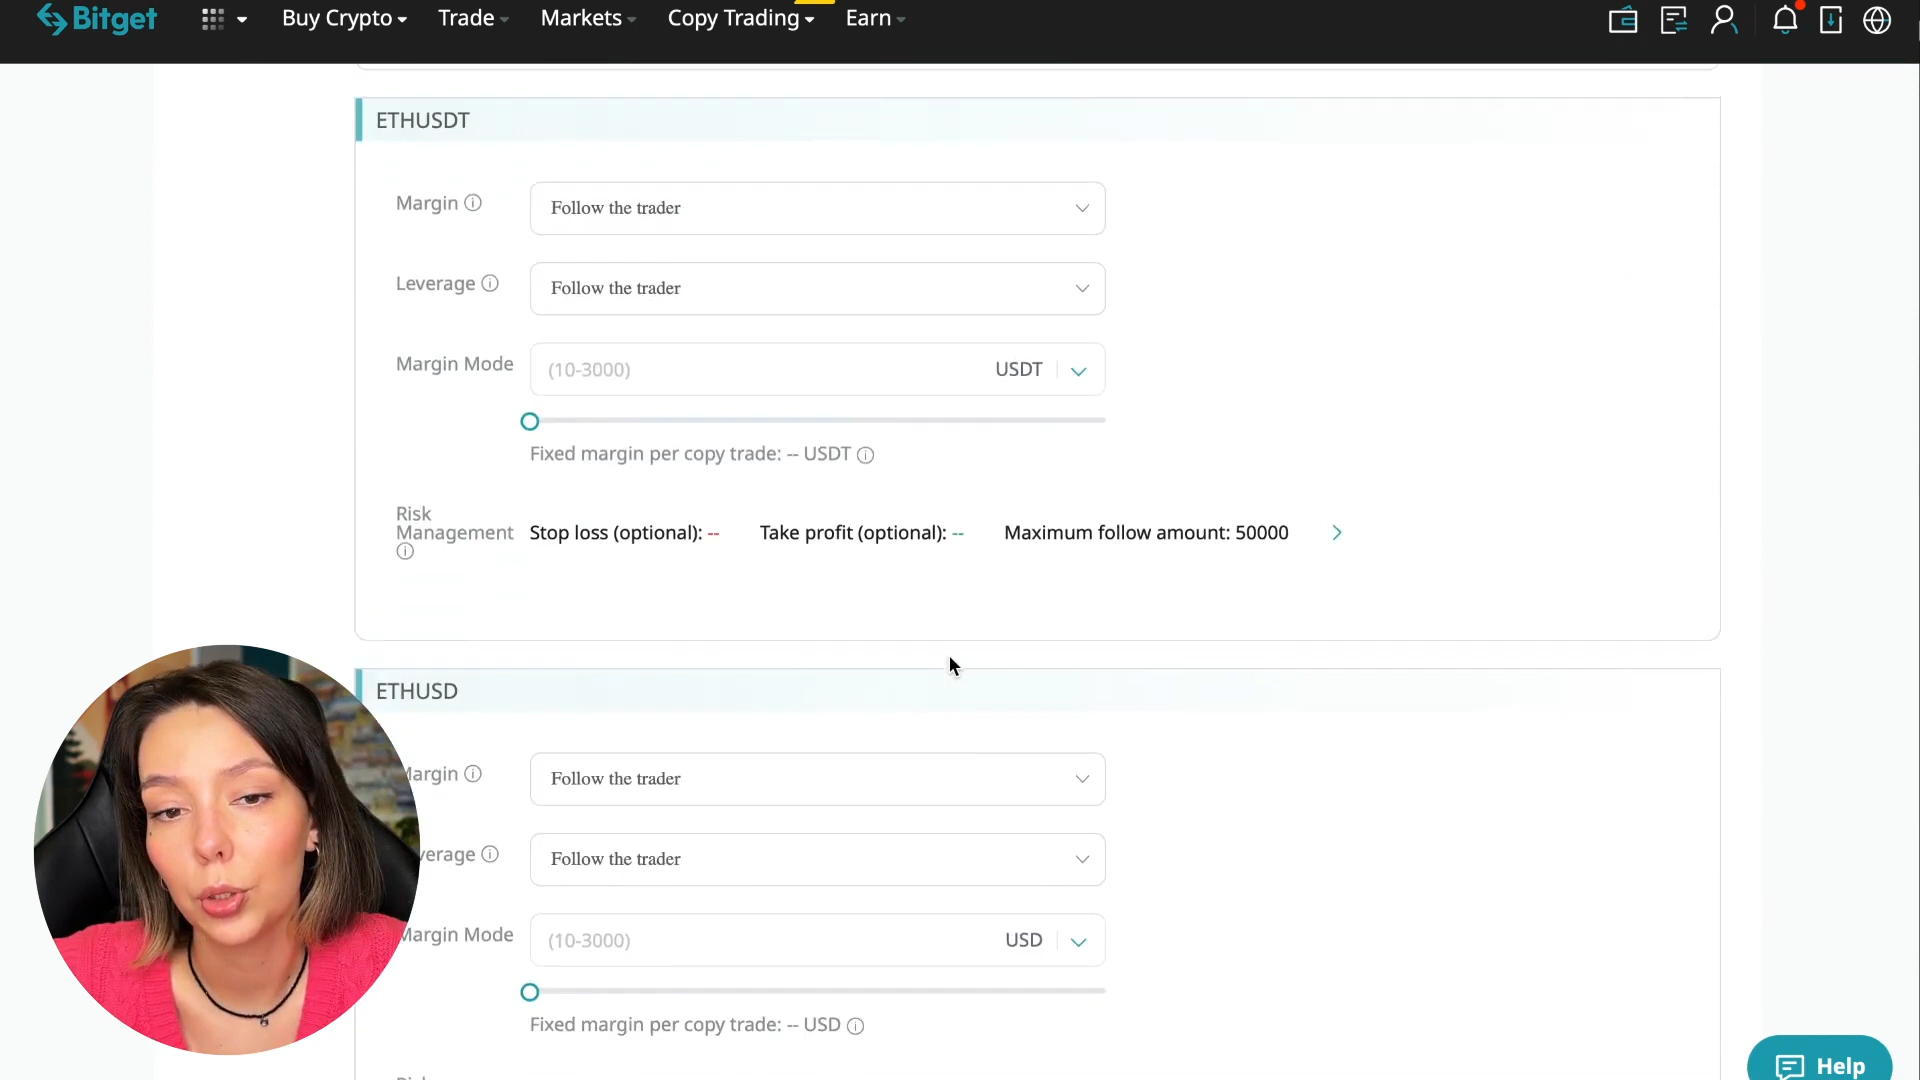 Bitget
Buy Crypto Trade Markets Copy Trading Earn
ETHUSDT
Margin Follow the trader
Leverage Follow the trader
Margin Mode (10-3000) USDT
Fixed margin per copy trade: -- USDT
Risk Management Stop loss (optional): -- Take profit (optional): -- Maximum follow amount: 50000
ETHUSD
Margin Follow the trader
verage Follow the trader
Margin Mode (10-3000) USD
Fixed margin per copy trade: -- USD
Help